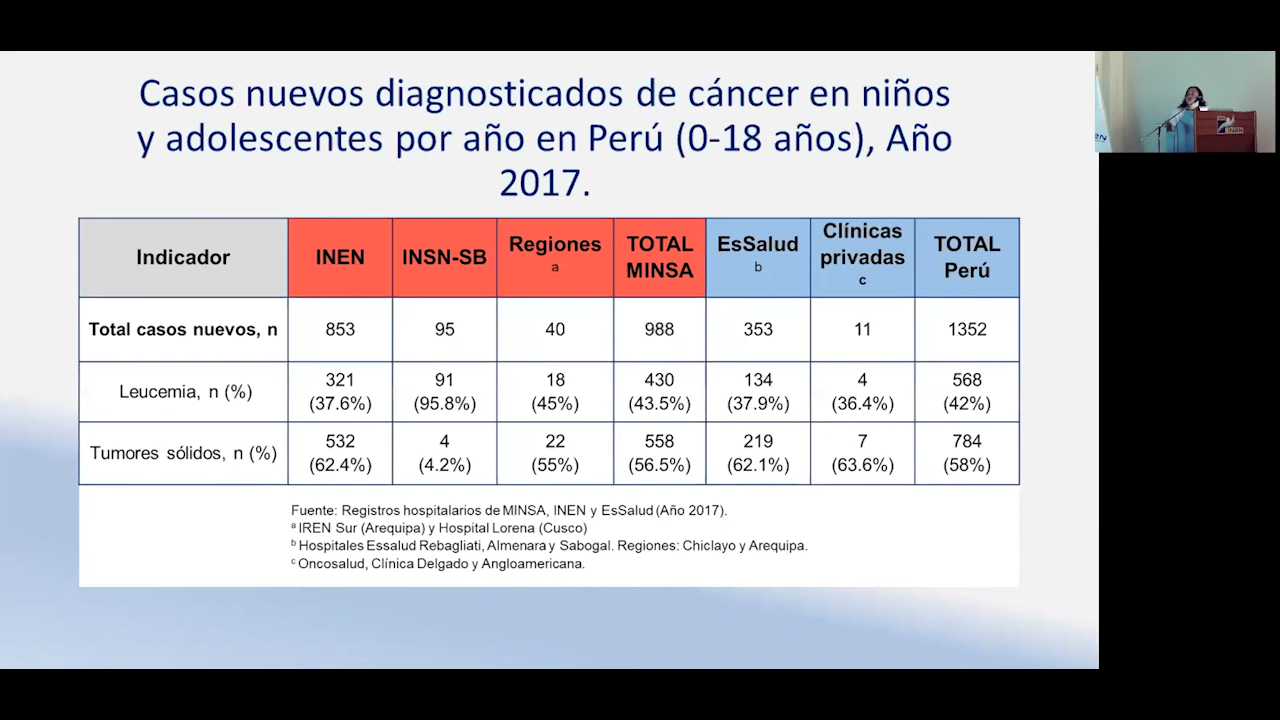 Casos nuevos diagnosticados de cáncer en niños
y adolescentes por año en Perú (0-18 años), Año
2017.
Indicador INEN INSN-SB Regiones a TOTAL MINSA EsSalud b Clínicas privadas c TOTAL Perú
Total casos nuevos, n 853 95 40 988 353 11 1352
Leucemia, n (%) 321 (37.6%) 91 (95.8%) 18 (45%) 430 (43.5%) 134 (37.9%) 4 (36.4%) 568 (42%)
Tumores sólidos, n (%) 532 (62.4%) 4 (4.2%) 22 (55%) 558 (56.5%) 219 (62.1%) 7 (63.6%) 784 (58%)
Fuente: Registros hospitalarios de MINSA, INEN y EsSalud (Año 2017).
a IREN Sur (Arequipa) y Hospital Lorena (Cusco)
b Hospitales Essalud Rebagliati, Almenara y Sabogal. Regiones: Chiclayo y Arequipa.
c Oncosalud, Clínica Delgado y Angloamericana.